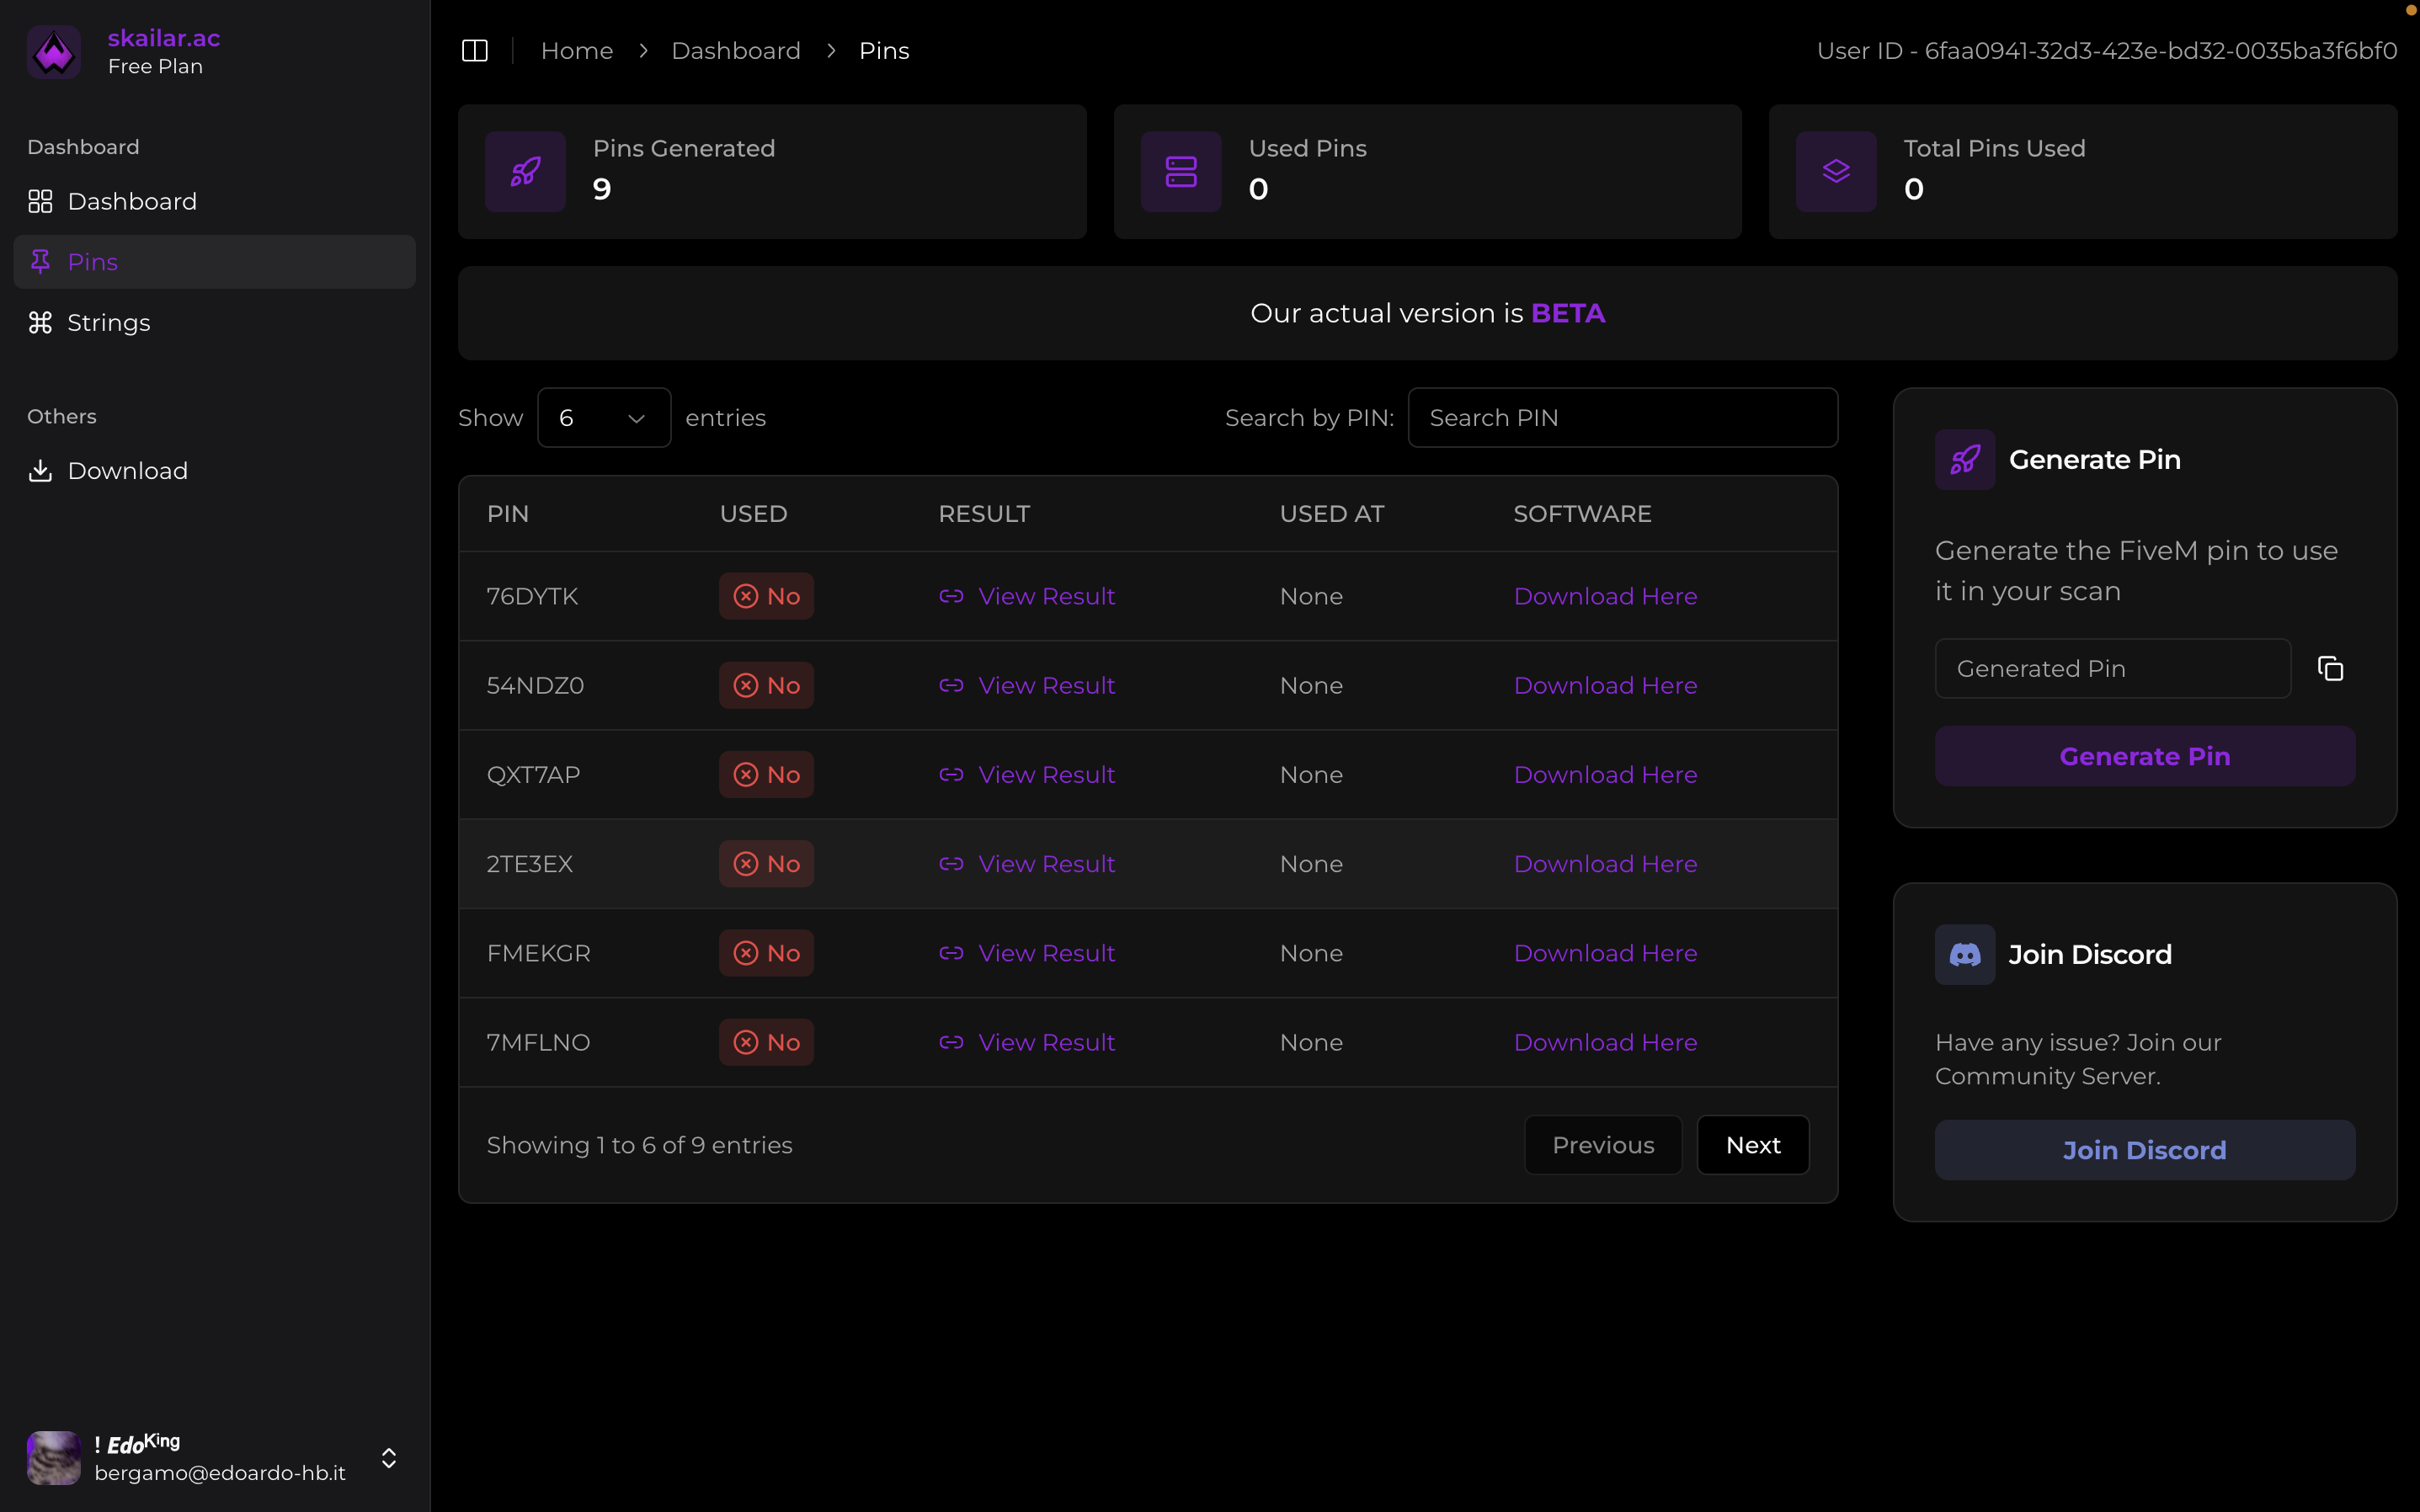 skailar.ac
Free Plan
Dashboard
Dashboard
Pins
Strings
Others
Download
! EdoKing
bergamo@edoardo-hb.it
Home > Dashboard > Pins
User ID - 6faa0941-32d3-423e-bd32-0035ba3f6bf0
Pins Generated
9
Used Pins
0
Total Pins Used
0
Our actual version is BETA
Show 6 entries
Search by PIN: Search PIN
PIN USED RESULT USED AT SOFTWARE
76DYTK No View Result None Download Here
54NDZ0 No View Result None Download Here
QXT7AP No View Result None Download Here
2TE3EX No View Result None Download Here
FMEKGR No View Result None Download Here
7MFLNO No View Result None Download Here
Showing 1 to 6 of 9 entries
Previous Next
Generate Pin
Generate the FiveM pin to use
it in your scan
Generated Pin
Generate Pin
Join Discord
Have any issue? Join our
Community Server.
Join Discord